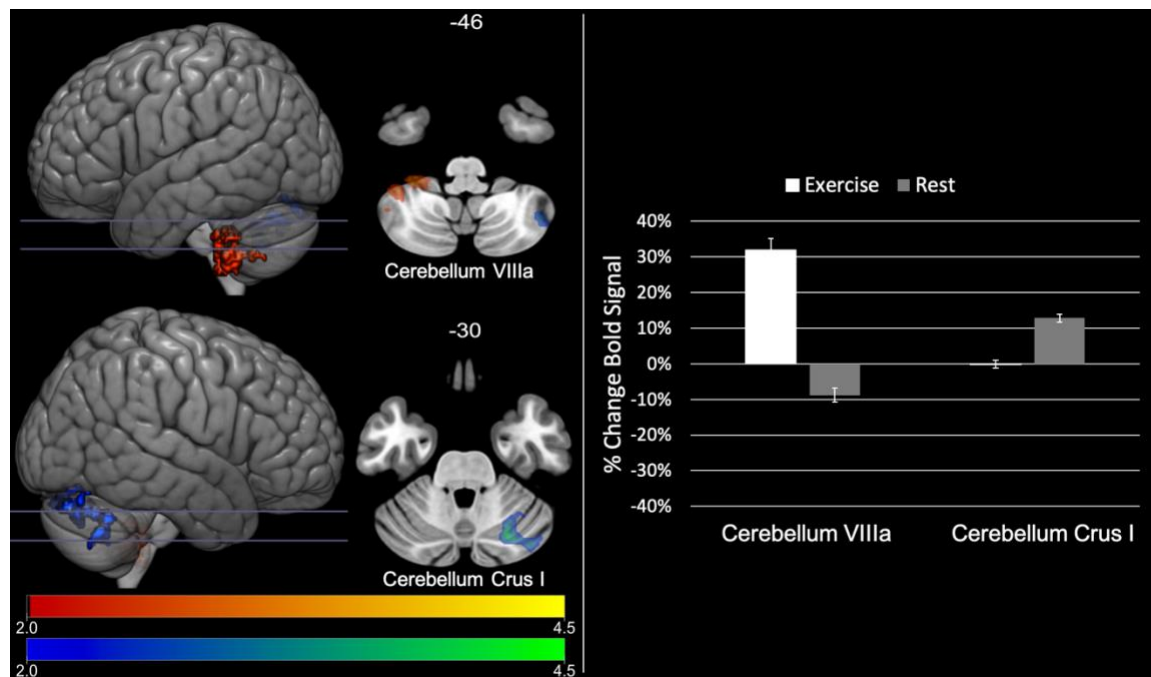 -46
Cerebellum VIIIa
-30
Cerebellum Crus I
2.0 4.5
2.0 4.5
Exercise Rest
% Change Bold Signal
40%
30%
20%
10%
0%
-10%
-20%
-30%
-40%
Cerebellum VIIIa Cerebellum Crus I